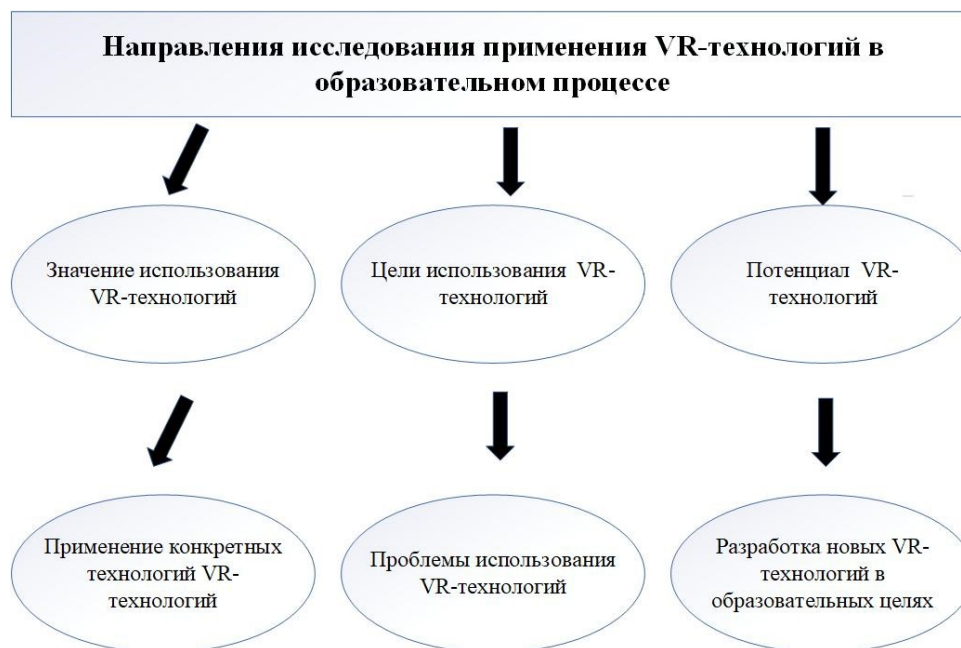 Направления исследования применения VR-технологий в
образовательном процессе
Значение использования
VR-технологий
Цели использования VR-
технологий
Потенциал VR-
технологий
Применение конкретных
технологий VR-
технологий
Проблемы использования
VR-технологий
Разработка новых VR-
технологий в
образовательных целях